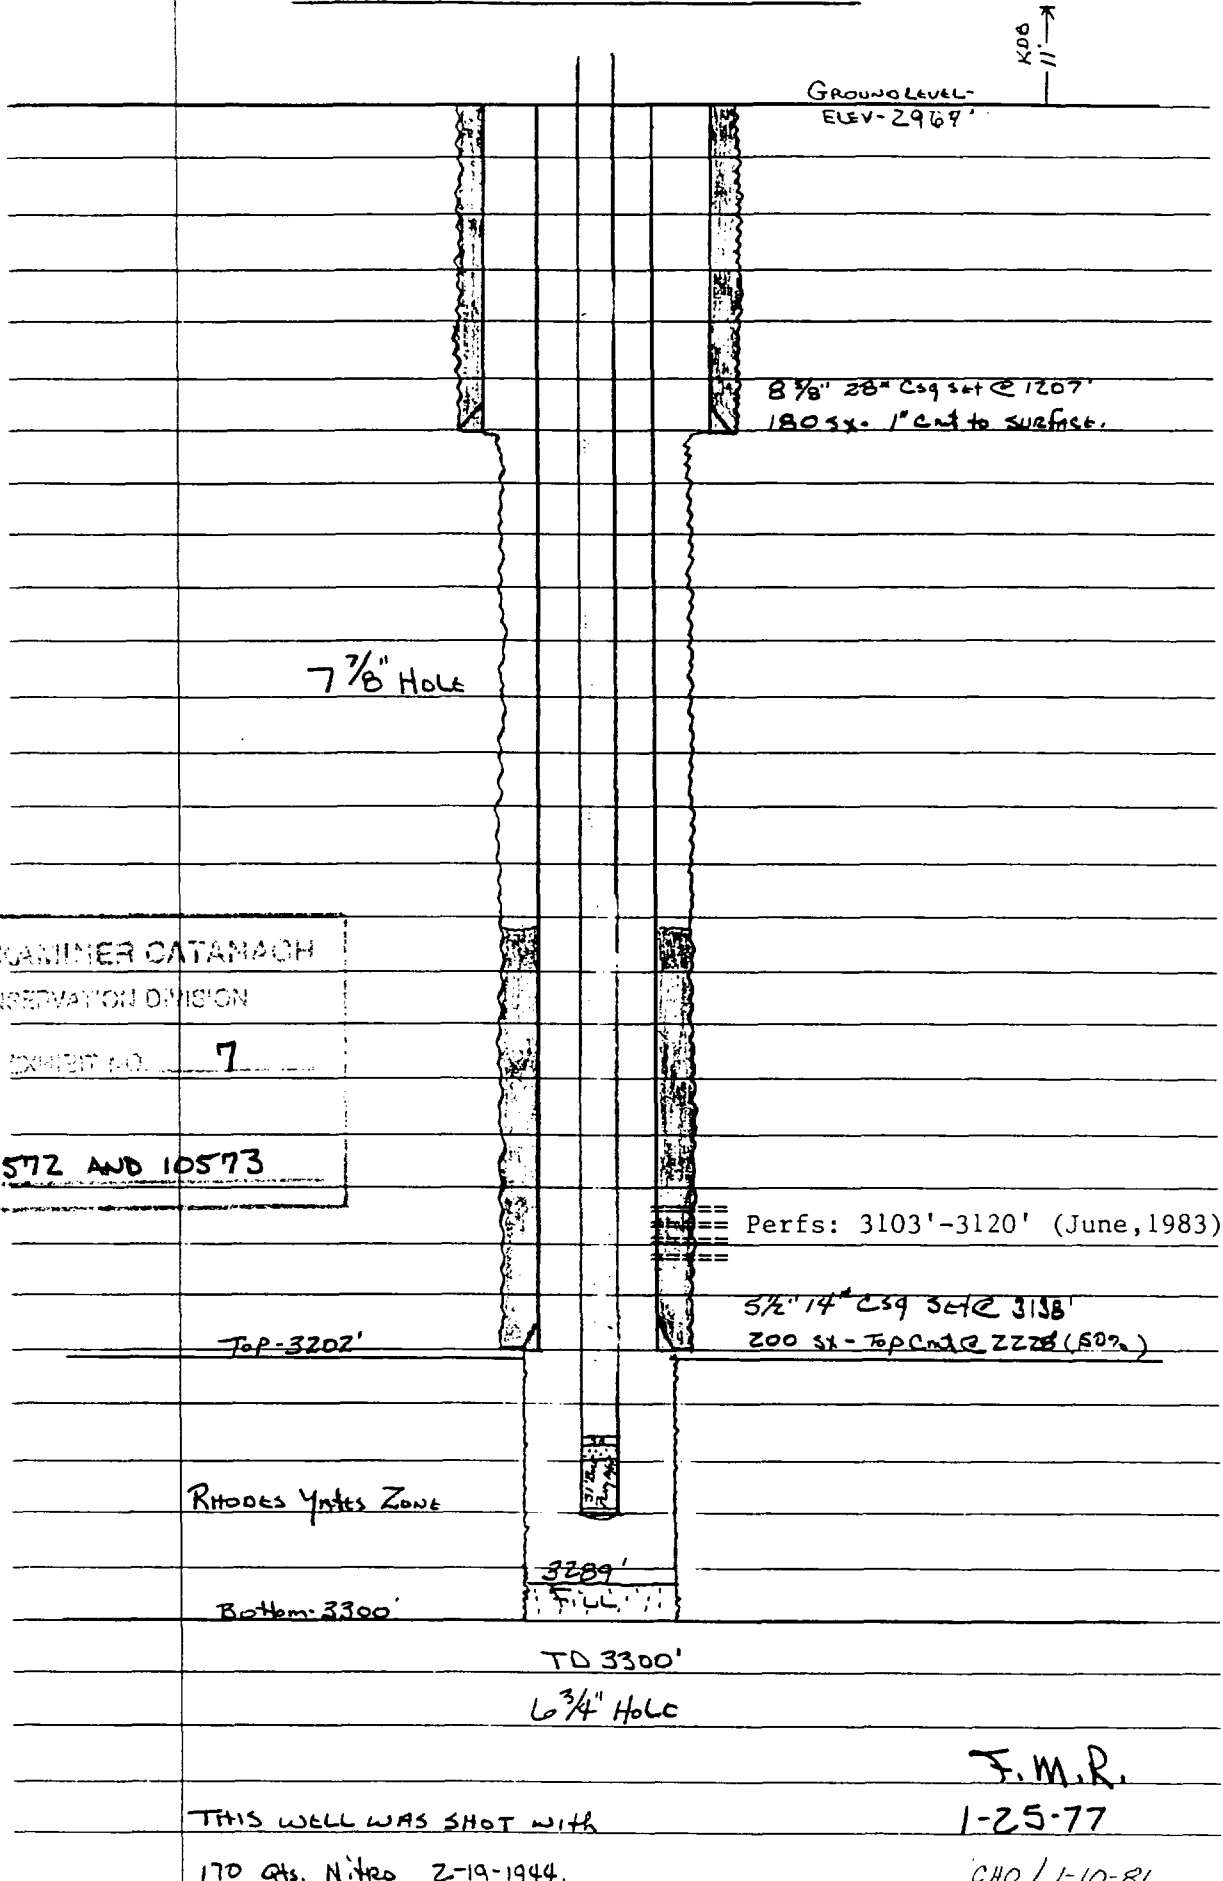 KDB
11'
GROUND LEVEL-
ELEV-2969'
8 5/8" 28# Csg set @ 1207'
180 sx. 1" Cmt to SURFACE.
7 7/8" HOLE
EXAMINER CATANACH
CONSERVATION DIVISION
EXHIBIT NO. 7
572 AND 10573
Perfs: 3103'-3120' (June,1983)
5½" 14# Csg Set @ 3198'
200 sx - Top Cmt @ 2228' (50%)
Top-3202'
RHODES Yates ZONE
3289'
FILL
Bottom-3300'
TD 3300'
6 3/4" HOLE
F.M.R.
1-25-77
THIS WELL WAS SHOT with
170 Qts. Nitro 2-19-1944.
CHO / 1-10-81